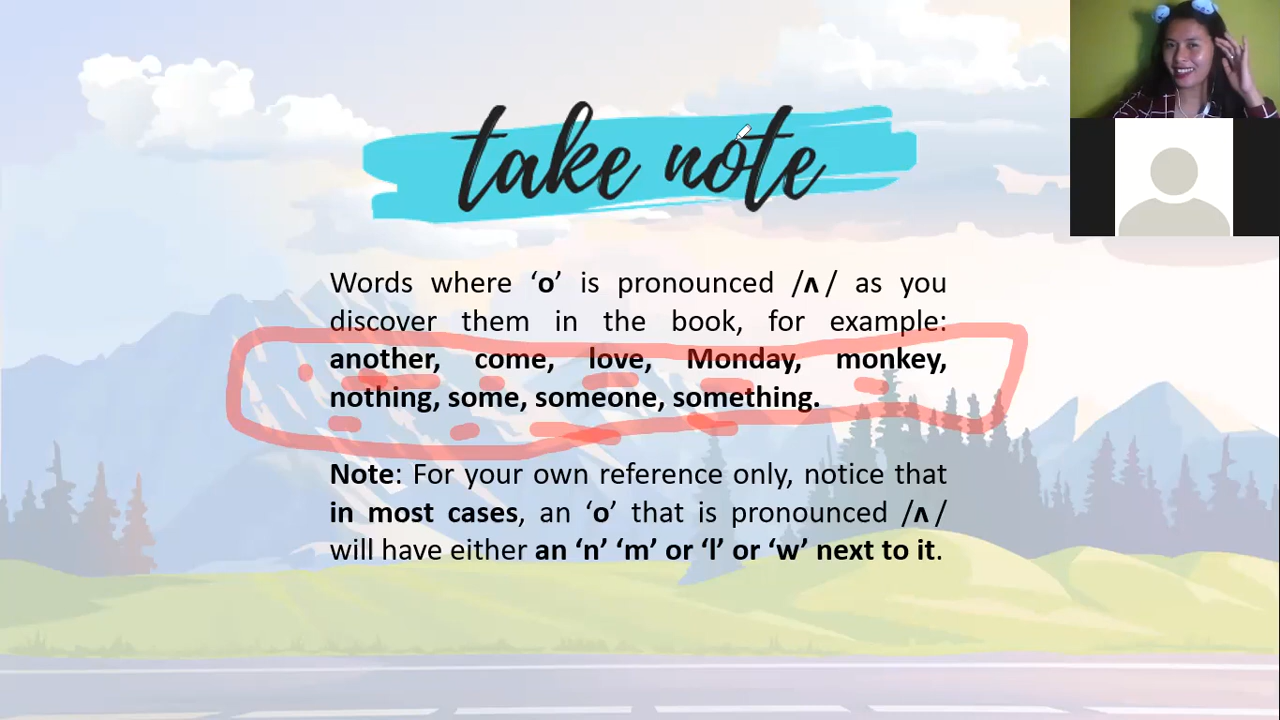 take note
Words where ‘o’ is pronounced /ʌ/ as you
discover them in the book, for example:
another, come, love, Monday, monkey,
nothing, some, someone, something.
Note: For your own reference only, notice that
in most cases, an ‘o’ that is pronounced /ʌ/
will have either an ‘n’ ‘m’ or ‘l’ or ‘w’ next to it.